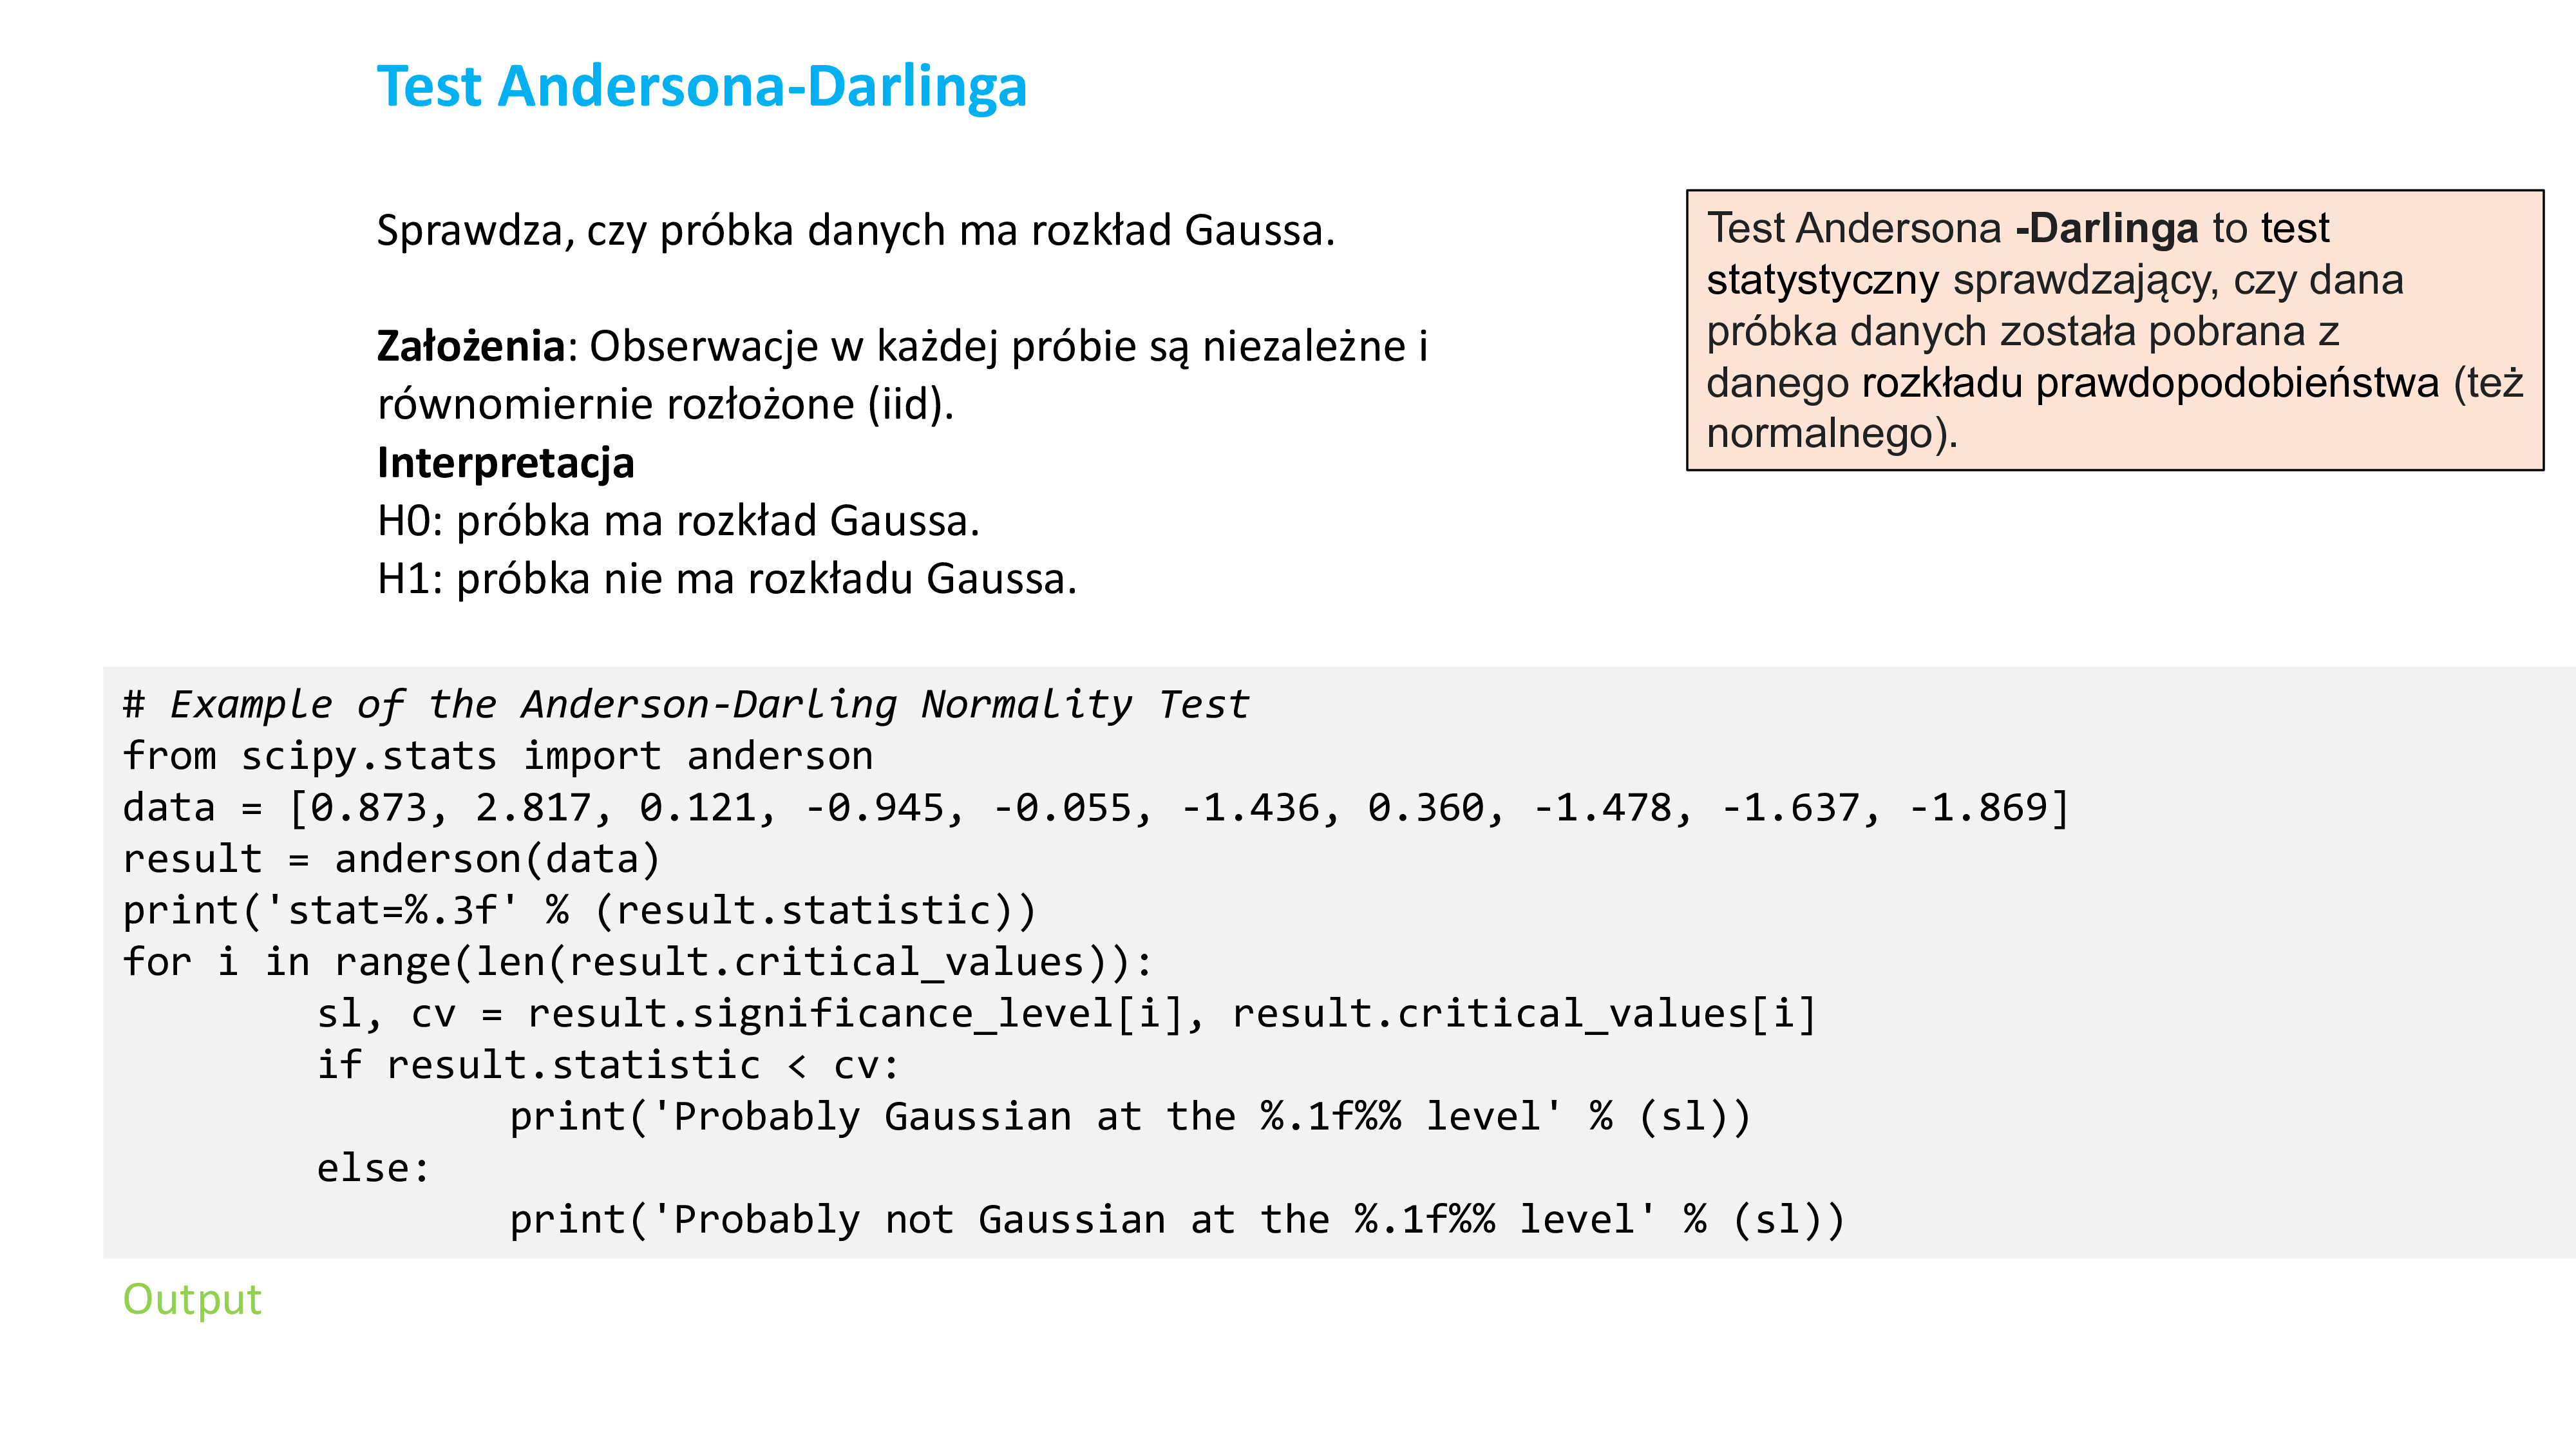 Test Andersona-Darlinga
Sprawdza, czy próbka danych ma rozkład Gaussa.
Założenia: Obserwacje w każdej próbie są niezależne i
równomiernie rozłożone (iid).
Interpretacja
H0: próbka ma rozkład Gaussa.
H1: próbka nie ma rozkładu Gaussa.
Test Andersona -Darlinga to test
statystyczny sprawdzający, czy dana
próbka danych została pobrana z
danego rozkładu prawdopodobieństwa (też
normalnego).
# Example of the Anderson-Darling Normality Test
from scipy.stats import anderson
data = [0.873, 2.817, 0.121, -0.945, -0.055, -1.436, 0.360, -1.478, -1.637, -1.869]
result = anderson(data)
print('stat=%.3f' % (result.statistic))
for i in range(len(result.critical_values)):
	sl, cv = result.significance_level[i], result.critical_values[i]
	if result.statistic < cv:
		print('Probably Gaussian at the %.1f%% level' % (sl))
	else:
		print('Probably not Gaussian at the %.1f%% level' % (sl))
Output